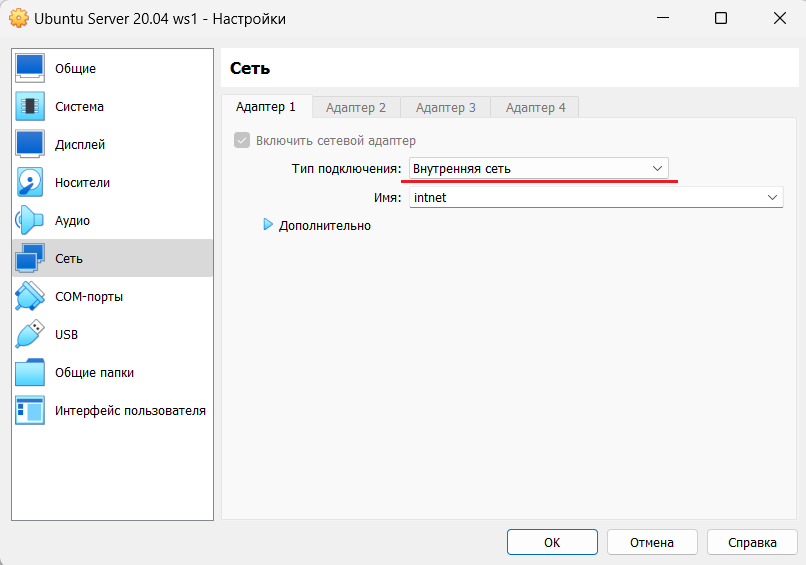 Ubuntu Server 20.04 ws1 - Настройки
Общие
Система
Дисплей
Носители
Аудио
Сеть
COM-порты
USB
Общие папки
Интерфейс пользователя
Сеть
Адаптер 1 Адаптер 2 Адаптер 3 Адаптер 4
Включить сетевой адаптер
Тип подключения: Внутренняя сеть
Имя: intnet
Дополнительно
ОК Отмена Справка